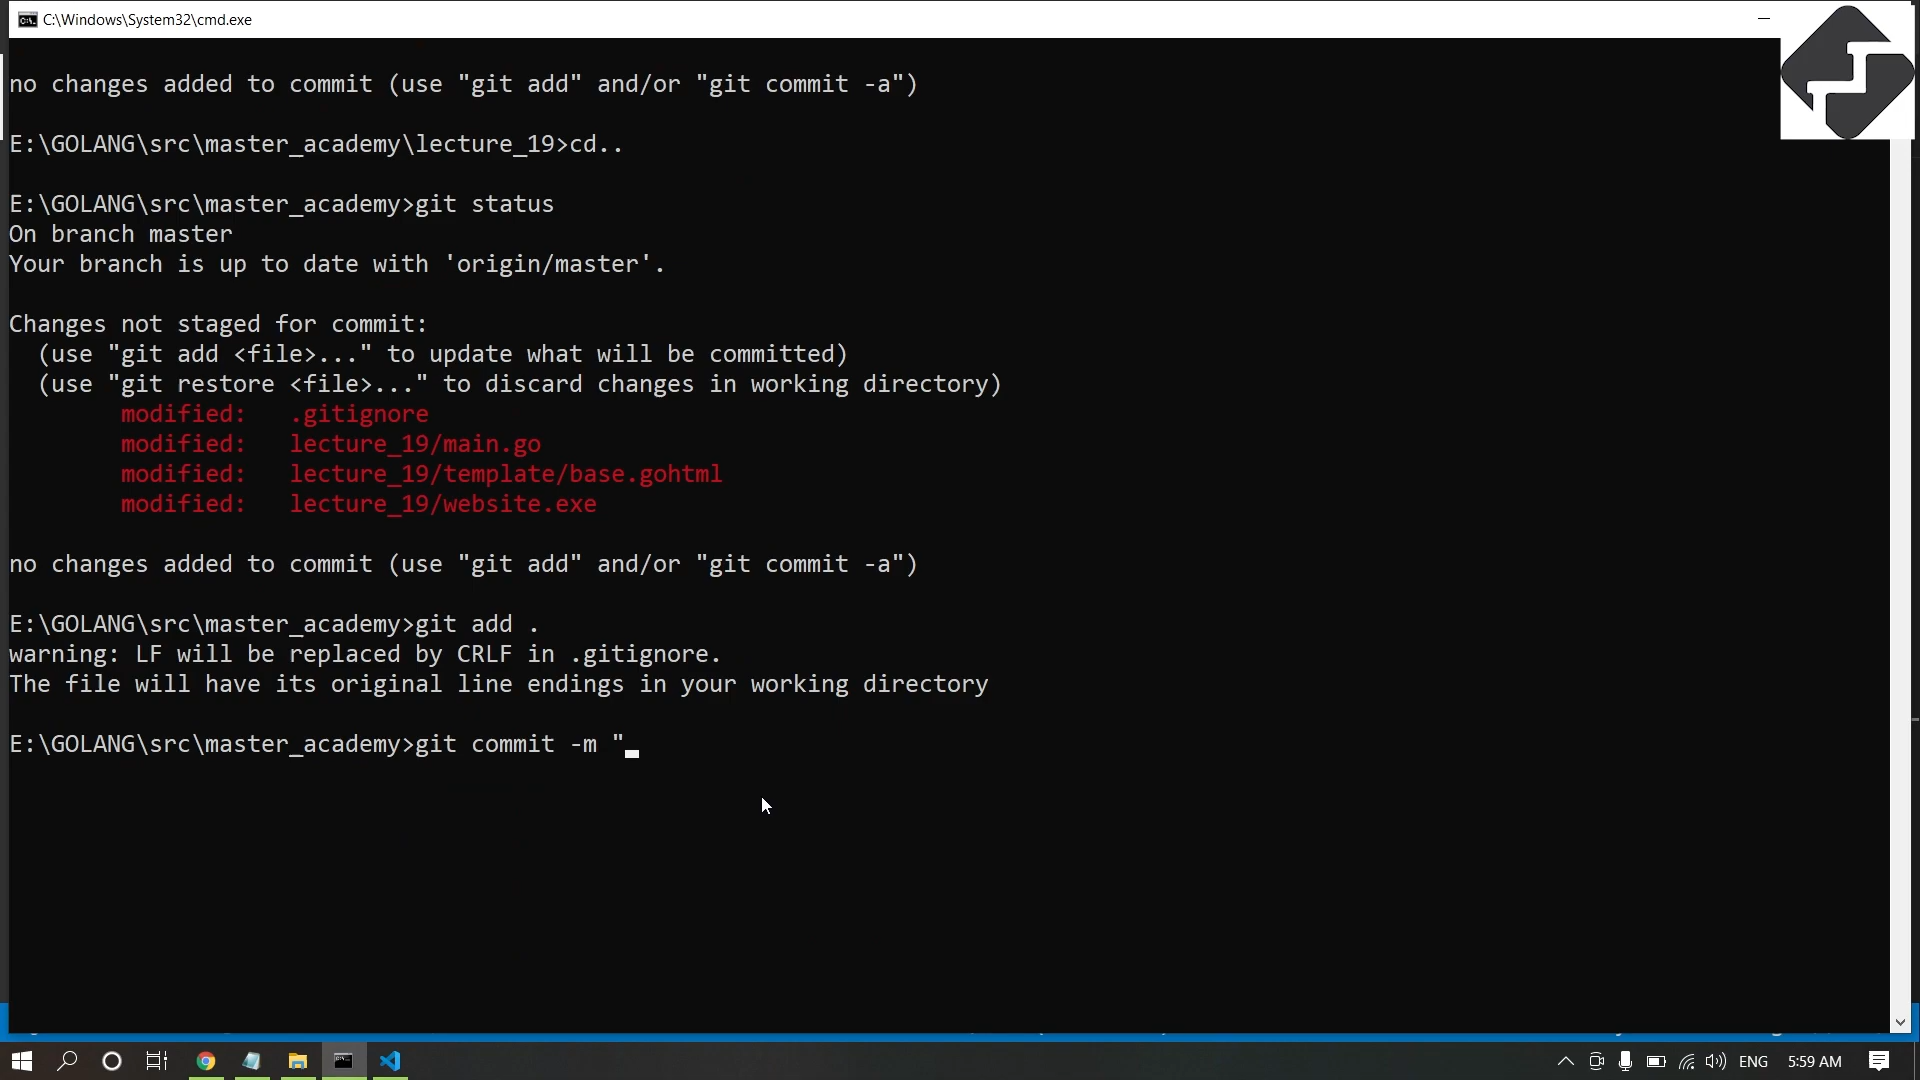 C:\Windows\System32\cmd.exe
no changes added to commit (use "git add" and/or "git commit -a")
E:\GOLANG\src\master_academy\lecture_19>cd..
E:\GOLANG\src\master_academy>git status
On branch master
Your branch is up to date with 'origin/master'.
Changes not staged for commit:
(use "git add <file>..." to update what will be committed)
(use "git restore <file>..." to discard changes in working directory)
modified:   .gitignore
modified:   lecture_19/main.go
modified:   lecture_19/template/base.gohtml
modified:   lecture_19/website.exe
no changes added to commit (use "git add" and/or "git commit -a")
E:\GOLANG\src\master_academy>git add .
warning: LF will be replaced by CRLF in .gitignore.
The file will have its original line endings in your working directory
E:\GOLANG\src\master_academy>git commit -m "
ENG
5:59 AM